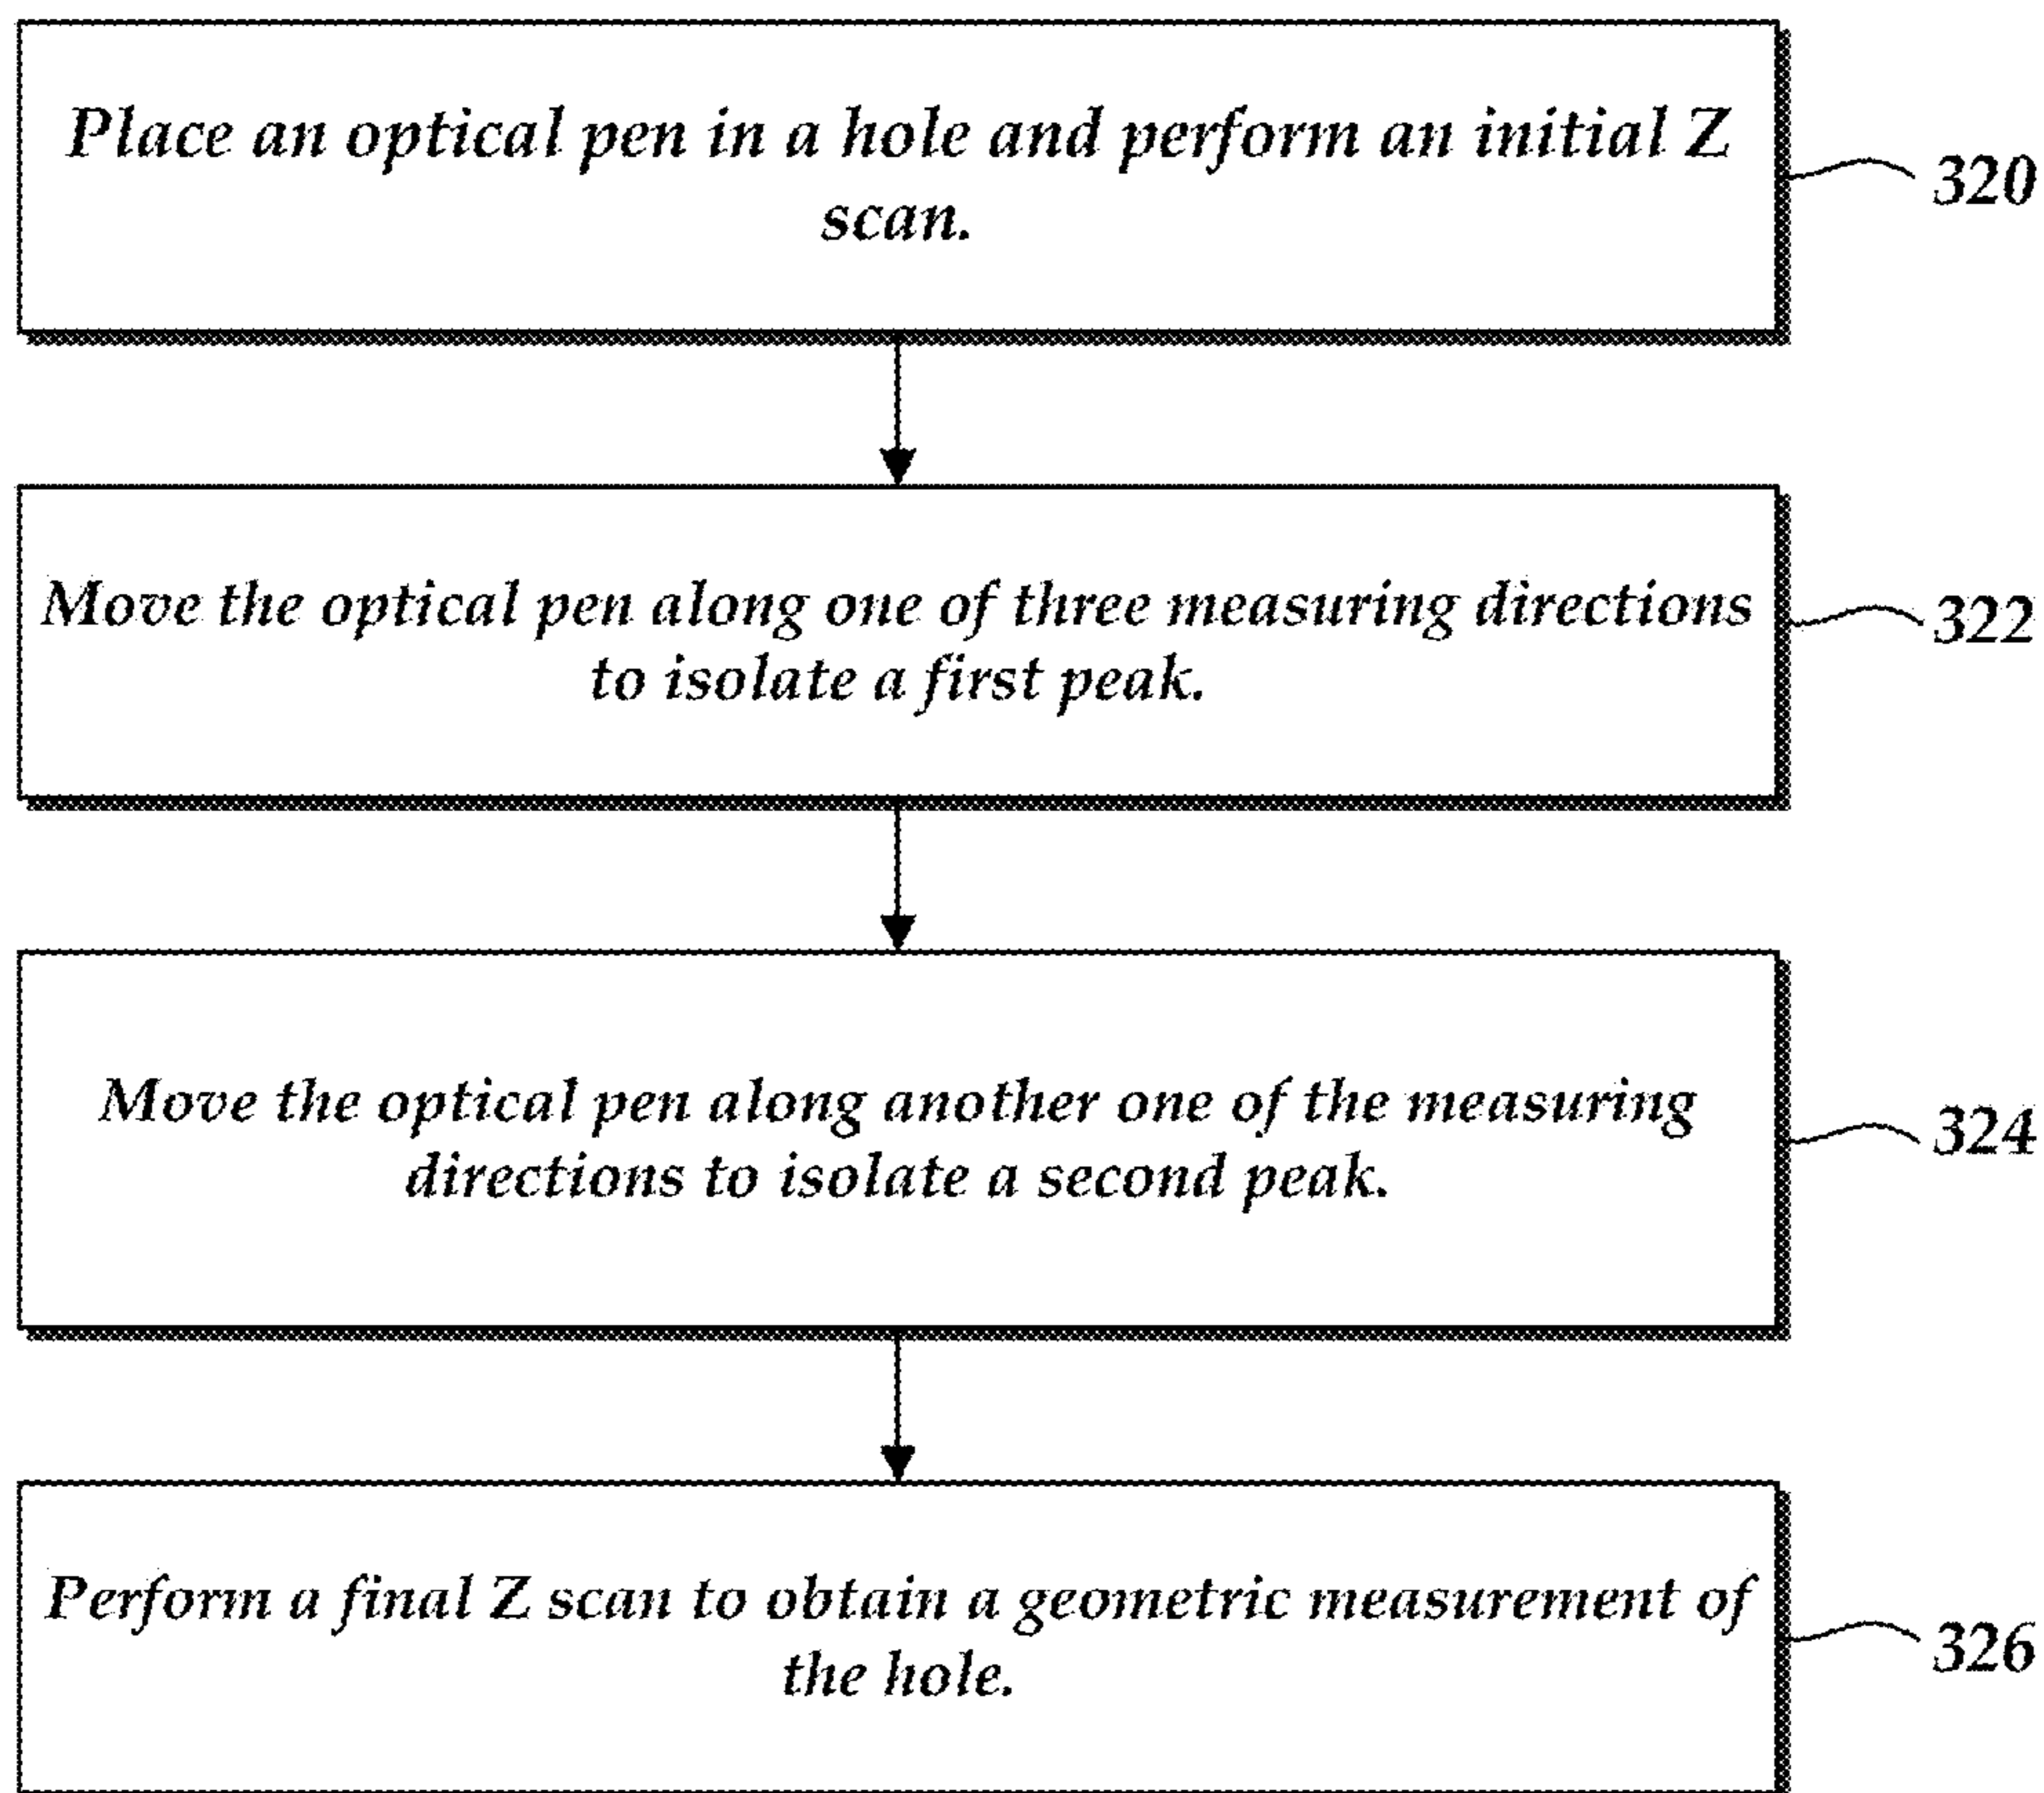 Place an optical pen in a hole and perform an initial Z
scan.
320
Move the optical pen along one of three measuring directions
to isolate a first peak.
322
Move the optical pen along another one of the measuring
directions to isolate a second peak.
324
Perform a final Z scan to obtain a geometric measurement of
the hole.
326